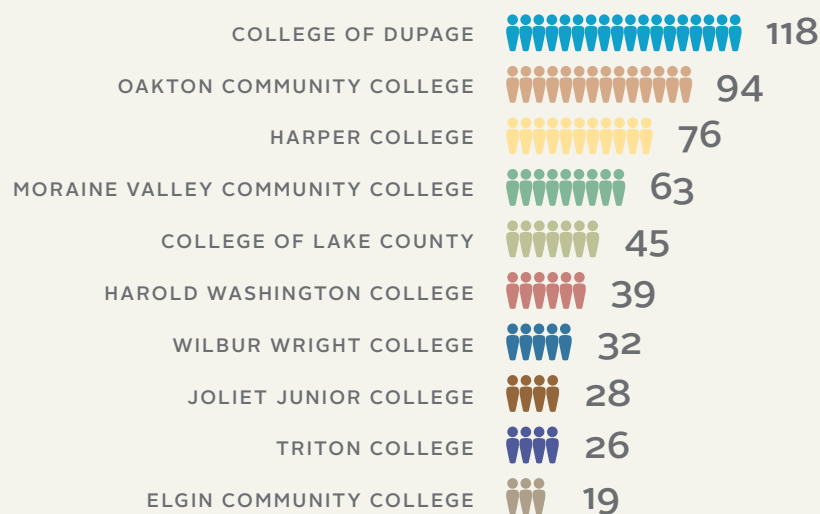 COLLEGE OF DUPAGE 118
OAKTON COMMUNITY COLLEGE 94
HARPER COLLEGE 76
MORAINE VALLEY COMMUNITY COLLEGE 63
COLLEGE OF LAKE COUNTY 45
HAROLD WASHINGTON COLLEGE 39
WILBUR WRIGHT COLLEGE 32
JOLIET JUNIOR COLLEGE 28
TRITON COLLEGE 26
ELGIN COMMUNITY COLLEGE 19